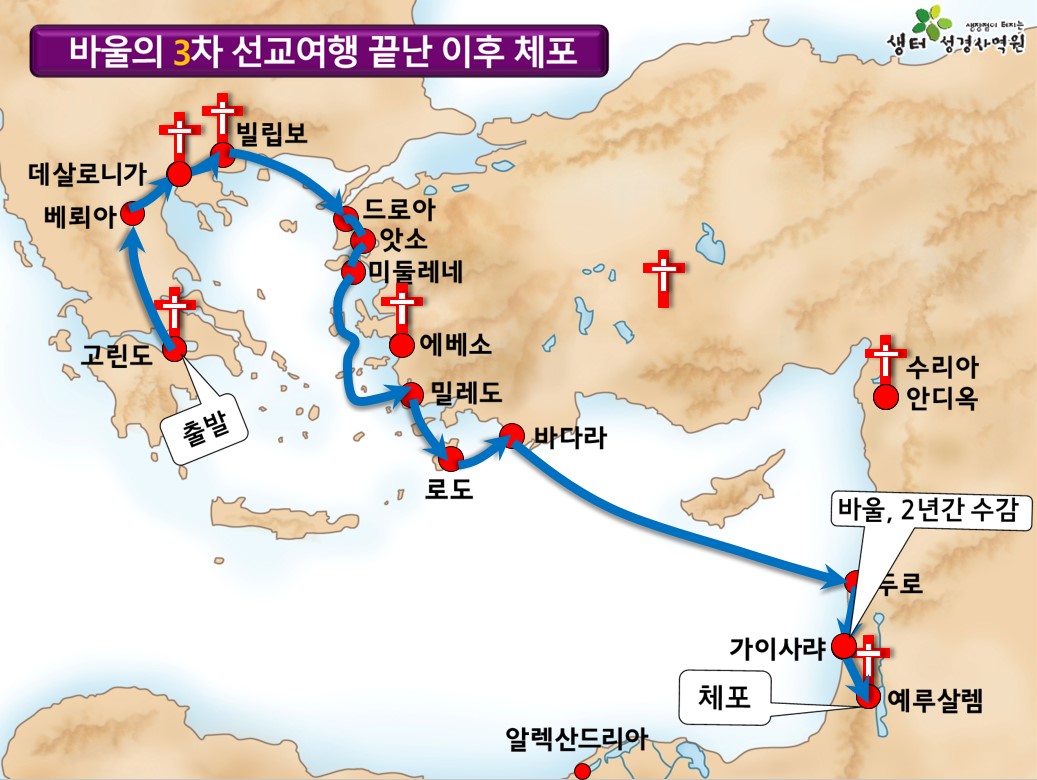 바울의 3차 선교여행 끝난 이후 체포
생장점이 터지는
생터 성경사역원
빌립보
데살로니가
베뢰아
드로아
앗소
미둘레네
고린도
에베소
출발
밀레도
수리아
안디옥
바다라
로도
바울, 2년간 수감
두로
가이사랴
체포
예루살렘
알렉산드리아